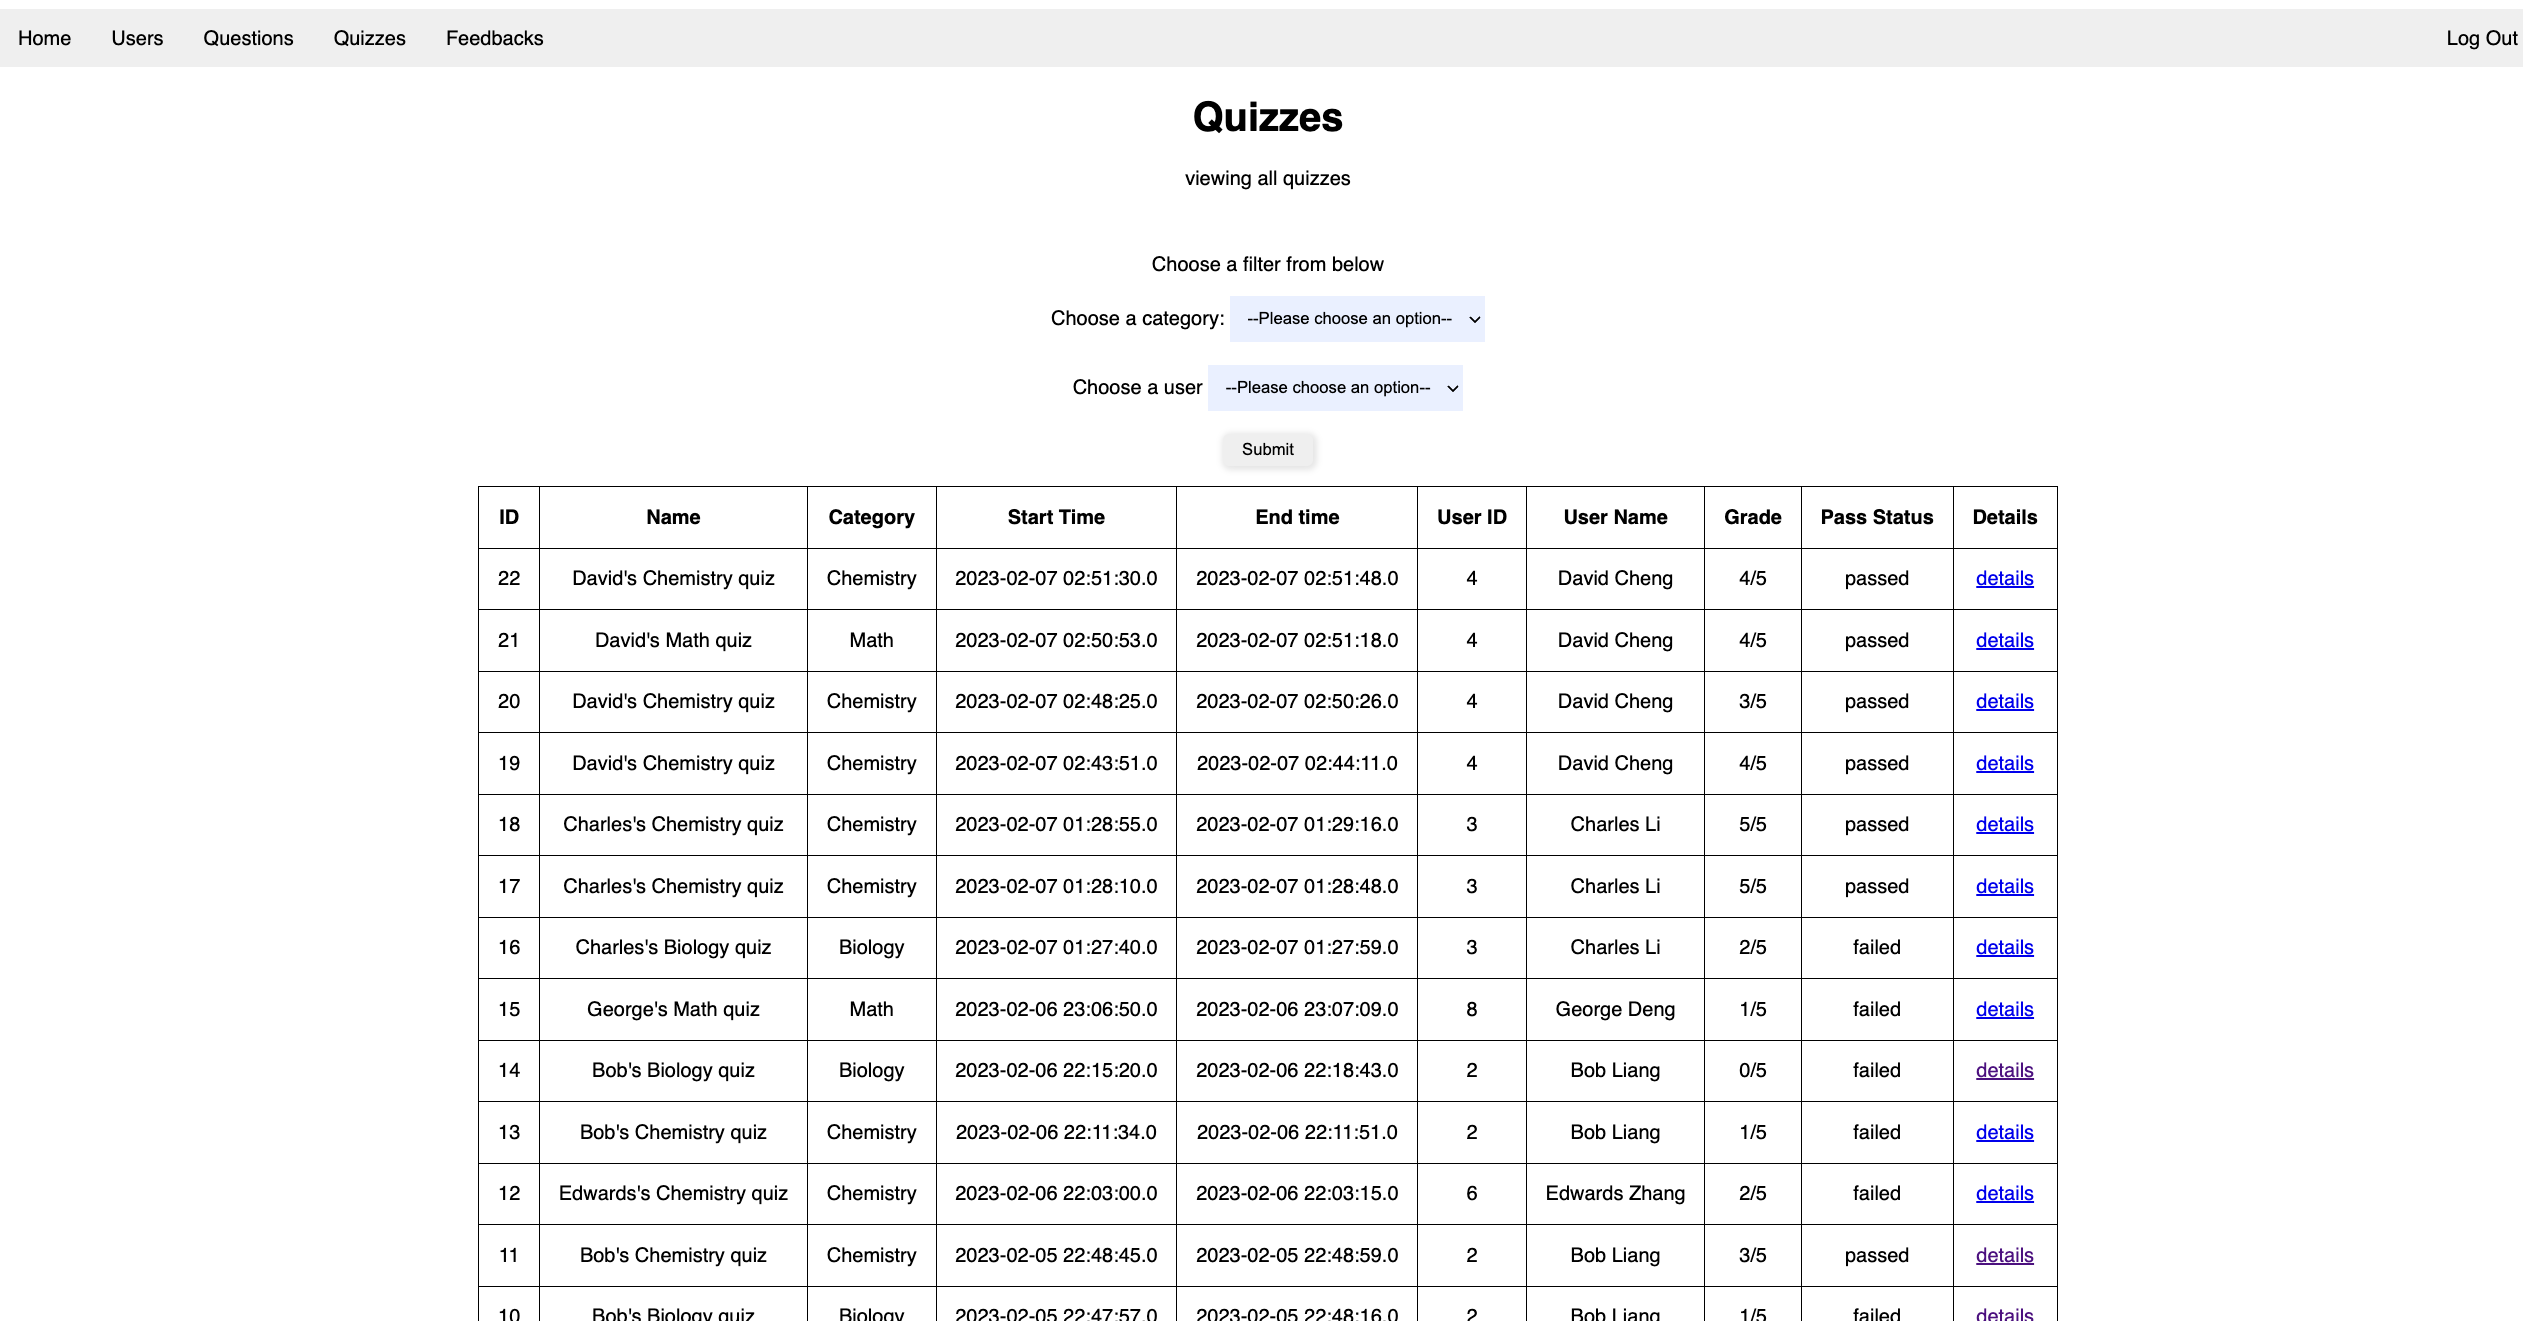 Home Users Questions Quizzes Feedbacks Log Out
Quizzes
viewing all quizzes
Choose a filter from below
Choose a category: --Please choose an option--
Choose a user --Please choose an option--
Submit
ID Name Category Start Time End time User ID User Name Grade Pass Status Details
22 David's Chemistry quiz Chemistry 2023-02-07 02:51:30.0 2023-02-07 02:51:48.0 4 David Cheng 4/5 passed details
21 David's Math quiz Math 2023-02-07 02:50:53.0 2023-02-07 02:51:18.0 4 David Cheng 4/5 passed details
20 David's Chemistry quiz Chemistry 2023-02-07 02:48:25.0 2023-02-07 02:50:26.0 4 David Cheng 3/5 passed details
19 David's Chemistry quiz Chemistry 2023-02-07 02:43:51.0 2023-02-07 02:44:11.0 4 David Cheng 4/5 passed details
18 Charles's Chemistry quiz Chemistry 2023-02-07 01:28:55.0 2023-02-07 01:29:16.0 3 Charles Li 5/5 passed details
17 Charles's Chemistry quiz Chemistry 2023-02-07 01:28:10.0 2023-02-07 01:28:48.0 3 Charles Li 5/5 passed details
16 Charles's Biology quiz Biology 2023-02-07 01:27:40.0 2023-02-07 01:27:59.0 3 Charles Li 2/5 failed details
15 George's Math quiz Math 2023-02-06 23:06:50.0 2023-02-06 23:07:09.0 8 George Deng 1/5 failed details
14 Bob's Biology quiz Biology 2023-02-06 22:15:20.0 2023-02-06 22:18:43.0 2 Bob Liang 0/5 failed details
13 Bob's Chemistry quiz Chemistry 2023-02-06 22:11:34.0 2023-02-06 22:11:51.0 2 Bob Liang 1/5 failed details
12 Edwards's Chemistry quiz Chemistry 2023-02-06 22:03:00.0 2023-02-06 22:03:15.0 6 Edwards Zhang 2/5 failed details
11 Bob's Chemistry quiz Chemistry 2023-02-05 22:48:45.0 2023-02-05 22:48:59.0 2 Bob Liang 3/5 passed details
10 Bob's Biology quiz Biology 2023-02-05 22:47:57.0 2023-02-05 22:48:16.0 2 Bob Liang 1/5 failed details